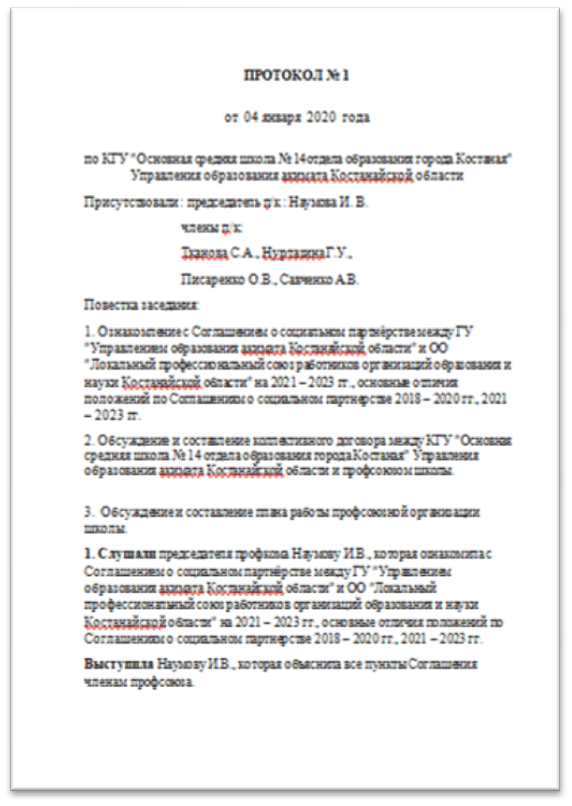 ПРОТОКОЛ № 1
от 04 января 2020 года
по КГУ "Основная средняя школа № 14 отдела образования города Костаная"
Управления образования акимата Костанайской области
Присутствовали: председатель п/к: Наумова И. В.
члены п/к:
Тканова С.А., Нуртазина Г.У.,
Писаренко О.В., Савченко А.В.
Повестка заседания:
1. Ознакомление с Соглашением о социальном партнёрстве между ГУ
"Управлением образования акимата Костанайской области" и ОО
"Локальный профессиональный союз работников организаций образования и
науки Костанайской области" на 2021 – 2023 гг., основные отличия
положений по Соглашениям о социальном партнерстве 2018 – 2020 гг., 2021
– 2023 гг.
2. Обсуждение и составление коллективного договора между КГУ "Основная
средняя школа № 14 отдела образования города Костаная" Управления
образования акимата Костанайской области и профсоюзом школы.
3. Обсуждение и составление плана работы профсоюзной организации
школы.
1. Слушали председателя профкома Наумову И.В., которая ознакомила с
Соглашением о социальном партнёрстве между ГУ "Управлением
образования акимата Костанайской области" и ОО "Локальный
профессиональный союз работников организаций образования и науки
Костанайской области" на 2021 – 2023 гг., основные отличия положений по
Соглашениям о социальном партнерстве 2018 – 2020 гг., 2021 – 2023 гг.
Выступила Наумову И.В., которая объяснила все пункты Соглашения
членам профсоюза.